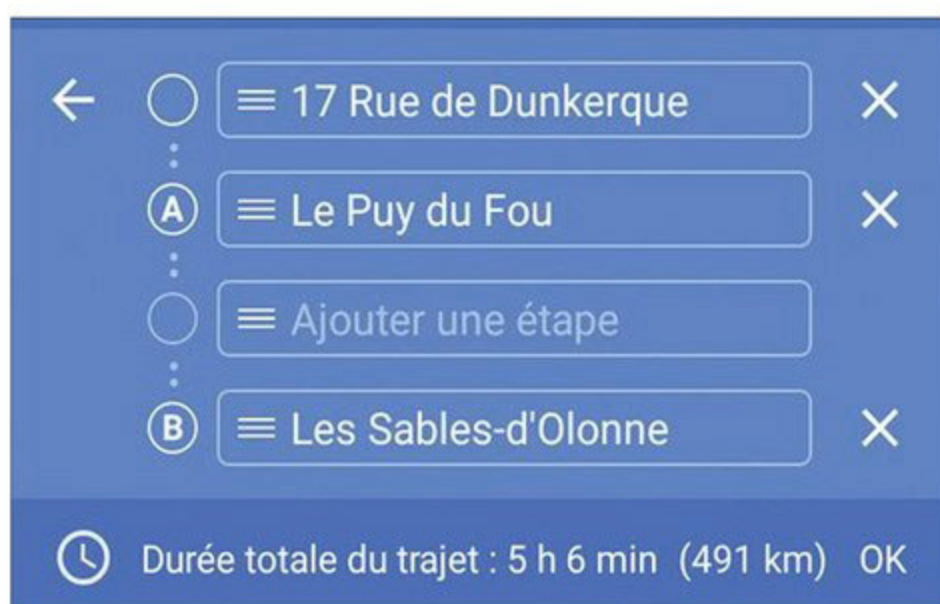 17 Rue de Dunkerque
A Le Puy du Fou
Ajouter une étape
B Les Sables-d'Olonne
Durée totale du trajet : 5 h 6 min (491 km) OK